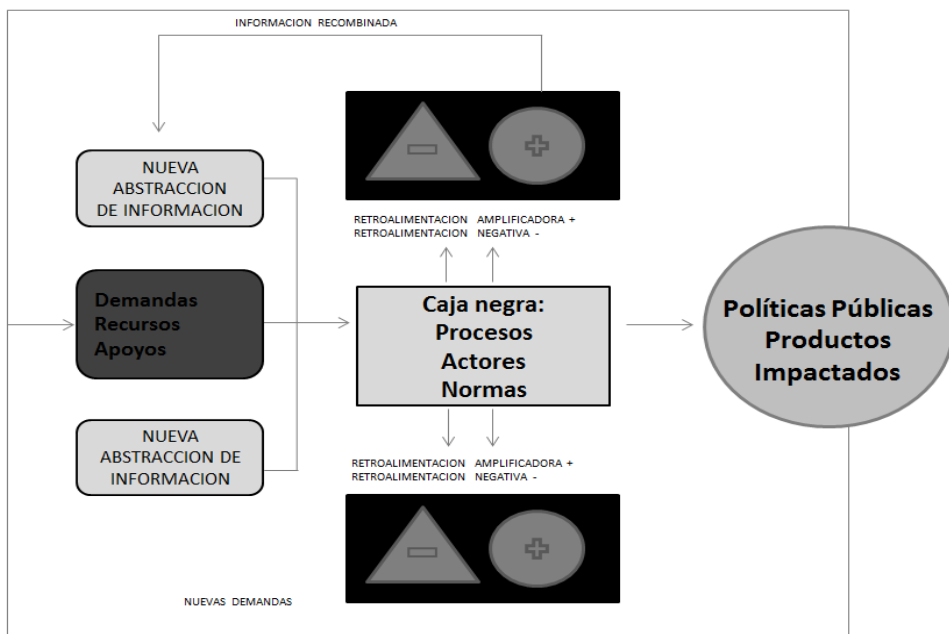 INFORMACION RECOMBINADA
NUEVA
ABSTRACCION
DE INFORMACION
RETROALIMENTACION AMPLIFICADORA +
RETROALIMENTACION NEGATIVA -
Demandas
Recursos
Apoyos
Caja negra:
Procesos
Actores
Normas
Políticas Públicas
Productos
Impactados
NUEVA
ABSTRACCION DE
INFORMACION
RETROALIMENTACION AMPLIFICADORA +
RETROALIMENTACION NEGATIVA -
NUEVAS DEMANDAS